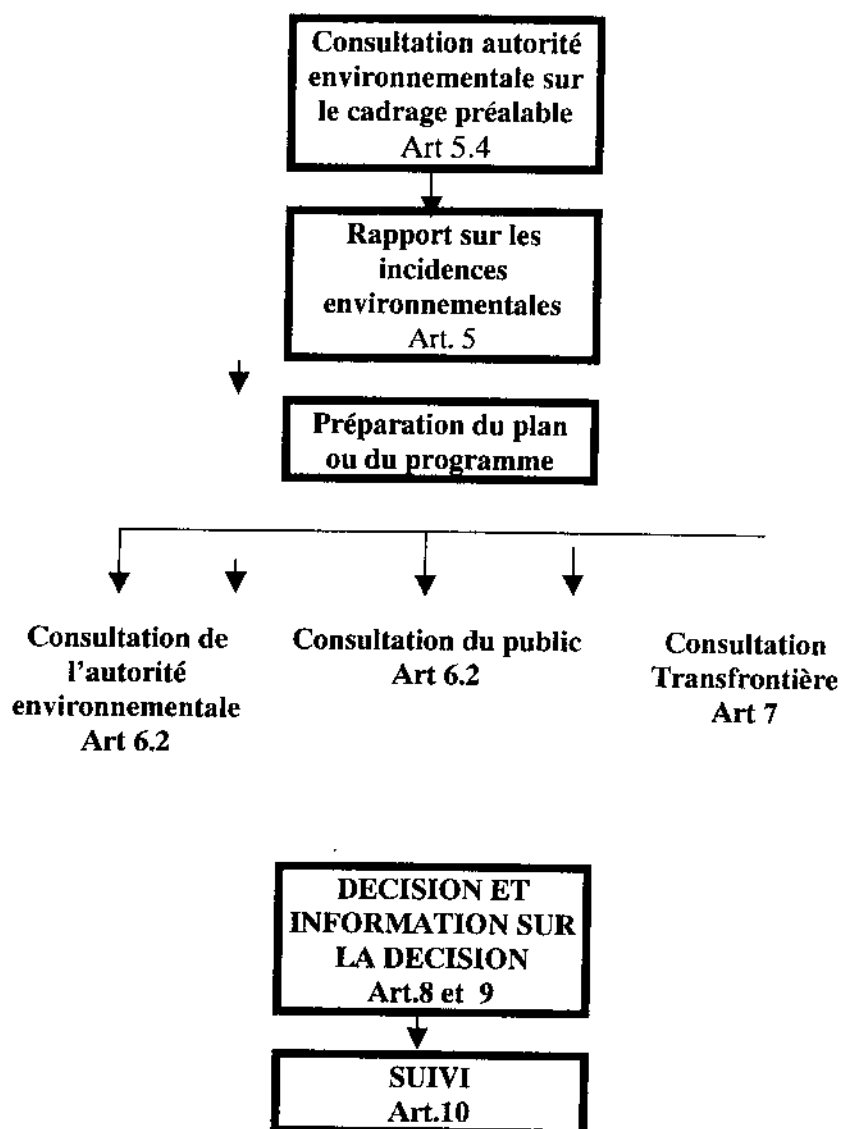 Consultation autorité
environnementale sur
le cadrage préalable
Art 5.4
Rapport sur les
incidences
environnementales
Art. 5
Préparation du plan
ou du programme
Consultation de
l'autorité
environnementale
Art 6.2
Consultation du public
Art 6.2
Consultation
Transfrontière
Art 7
DECISION ET
INFORMATION SUR
LA DECISION
Art.8 et 9
SUIVI
Art.10